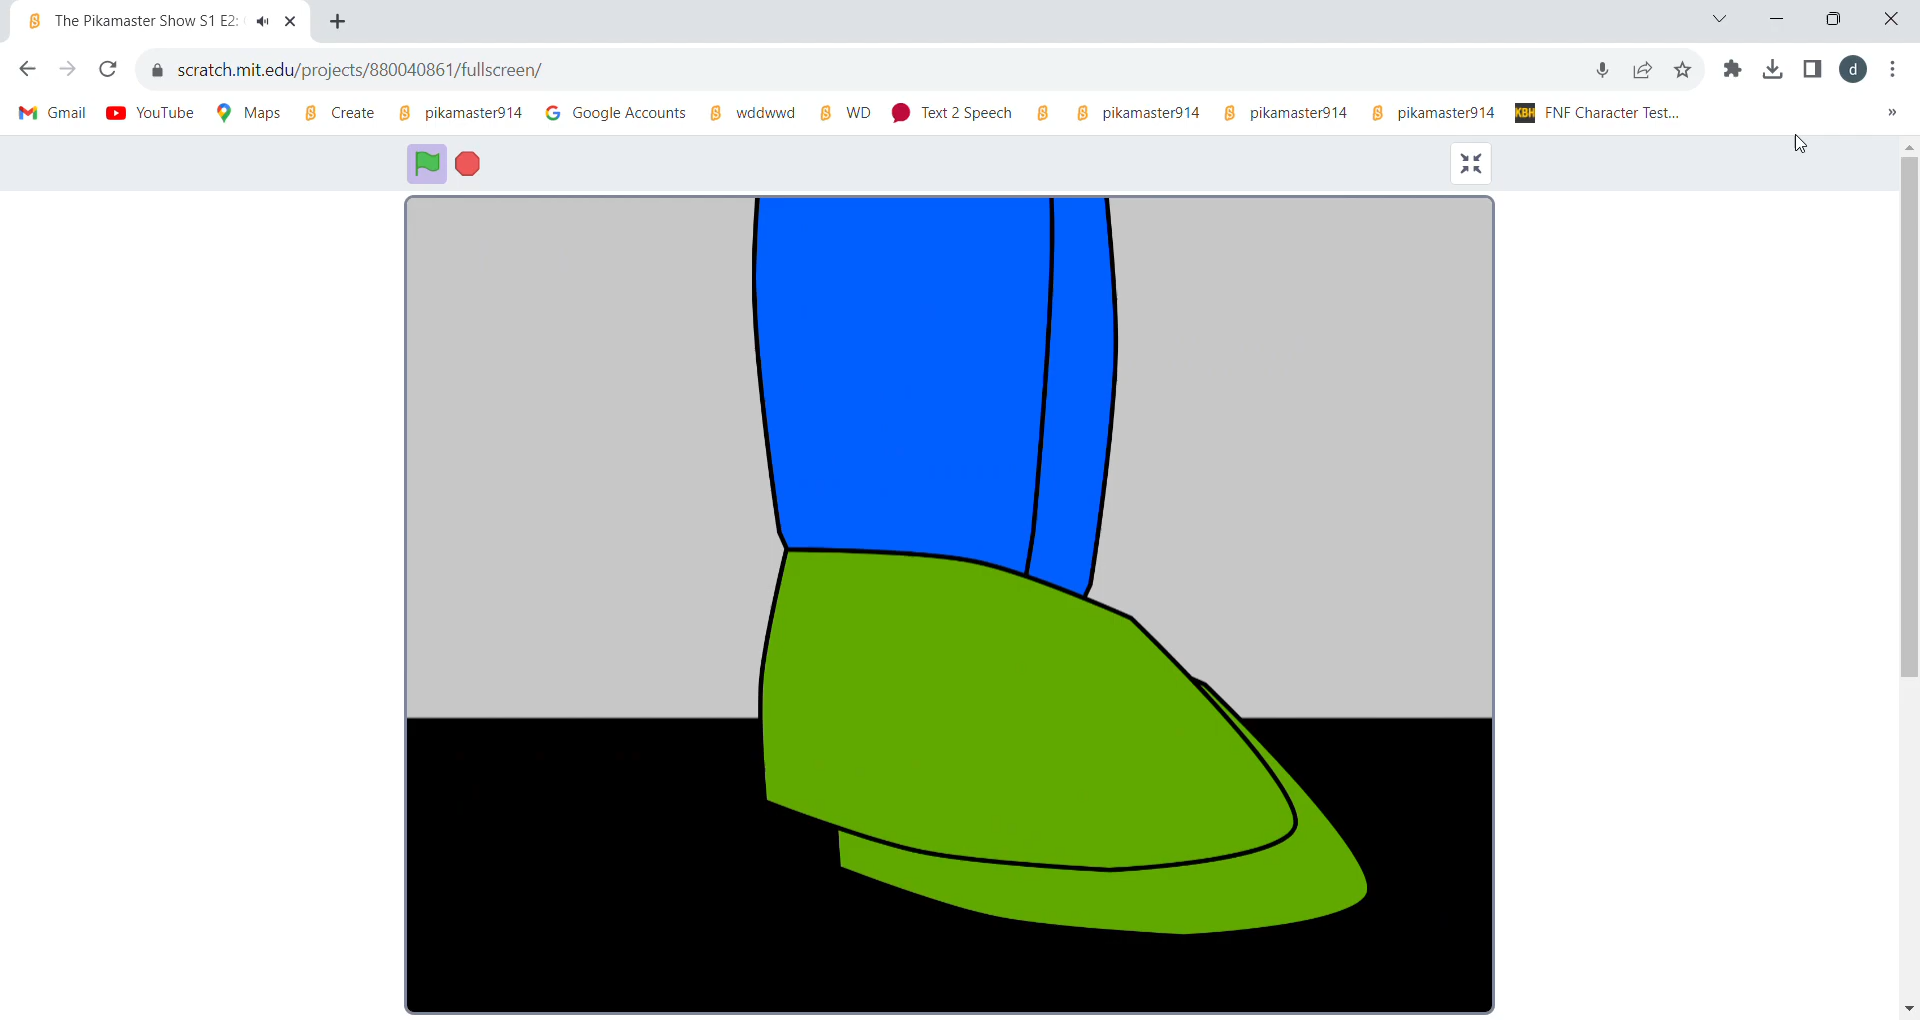 The Pikamaster Show S1 E2:
scratch.mit.edu/projects/880040861/fullscreen/
d
Gmail YouTube Maps Create pikamaster914 Google Accounts wddwwd WD Text 2 Speech pikamaster914 pikamaster914 pikamaster914 KBH FNF Character Test... »